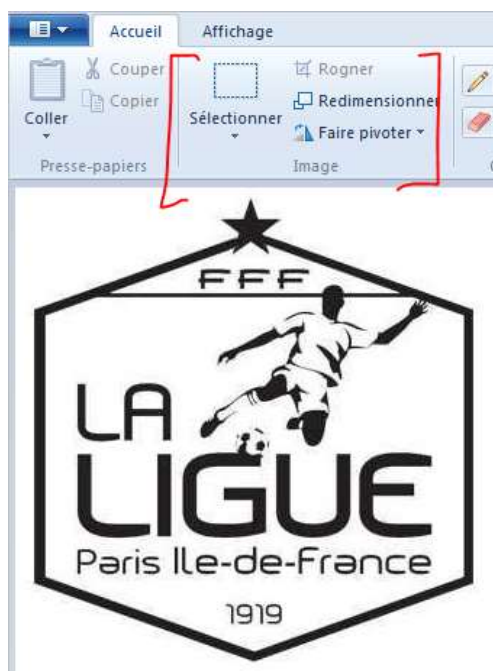 Accueil Affichage
Couper
Copier
Coller
Presse-papiers
Sélectionner
Rogner
Redimensionner
Faire pivoter
Image
FFF
LA
LIGUE
Paris Ile-de-France
1919